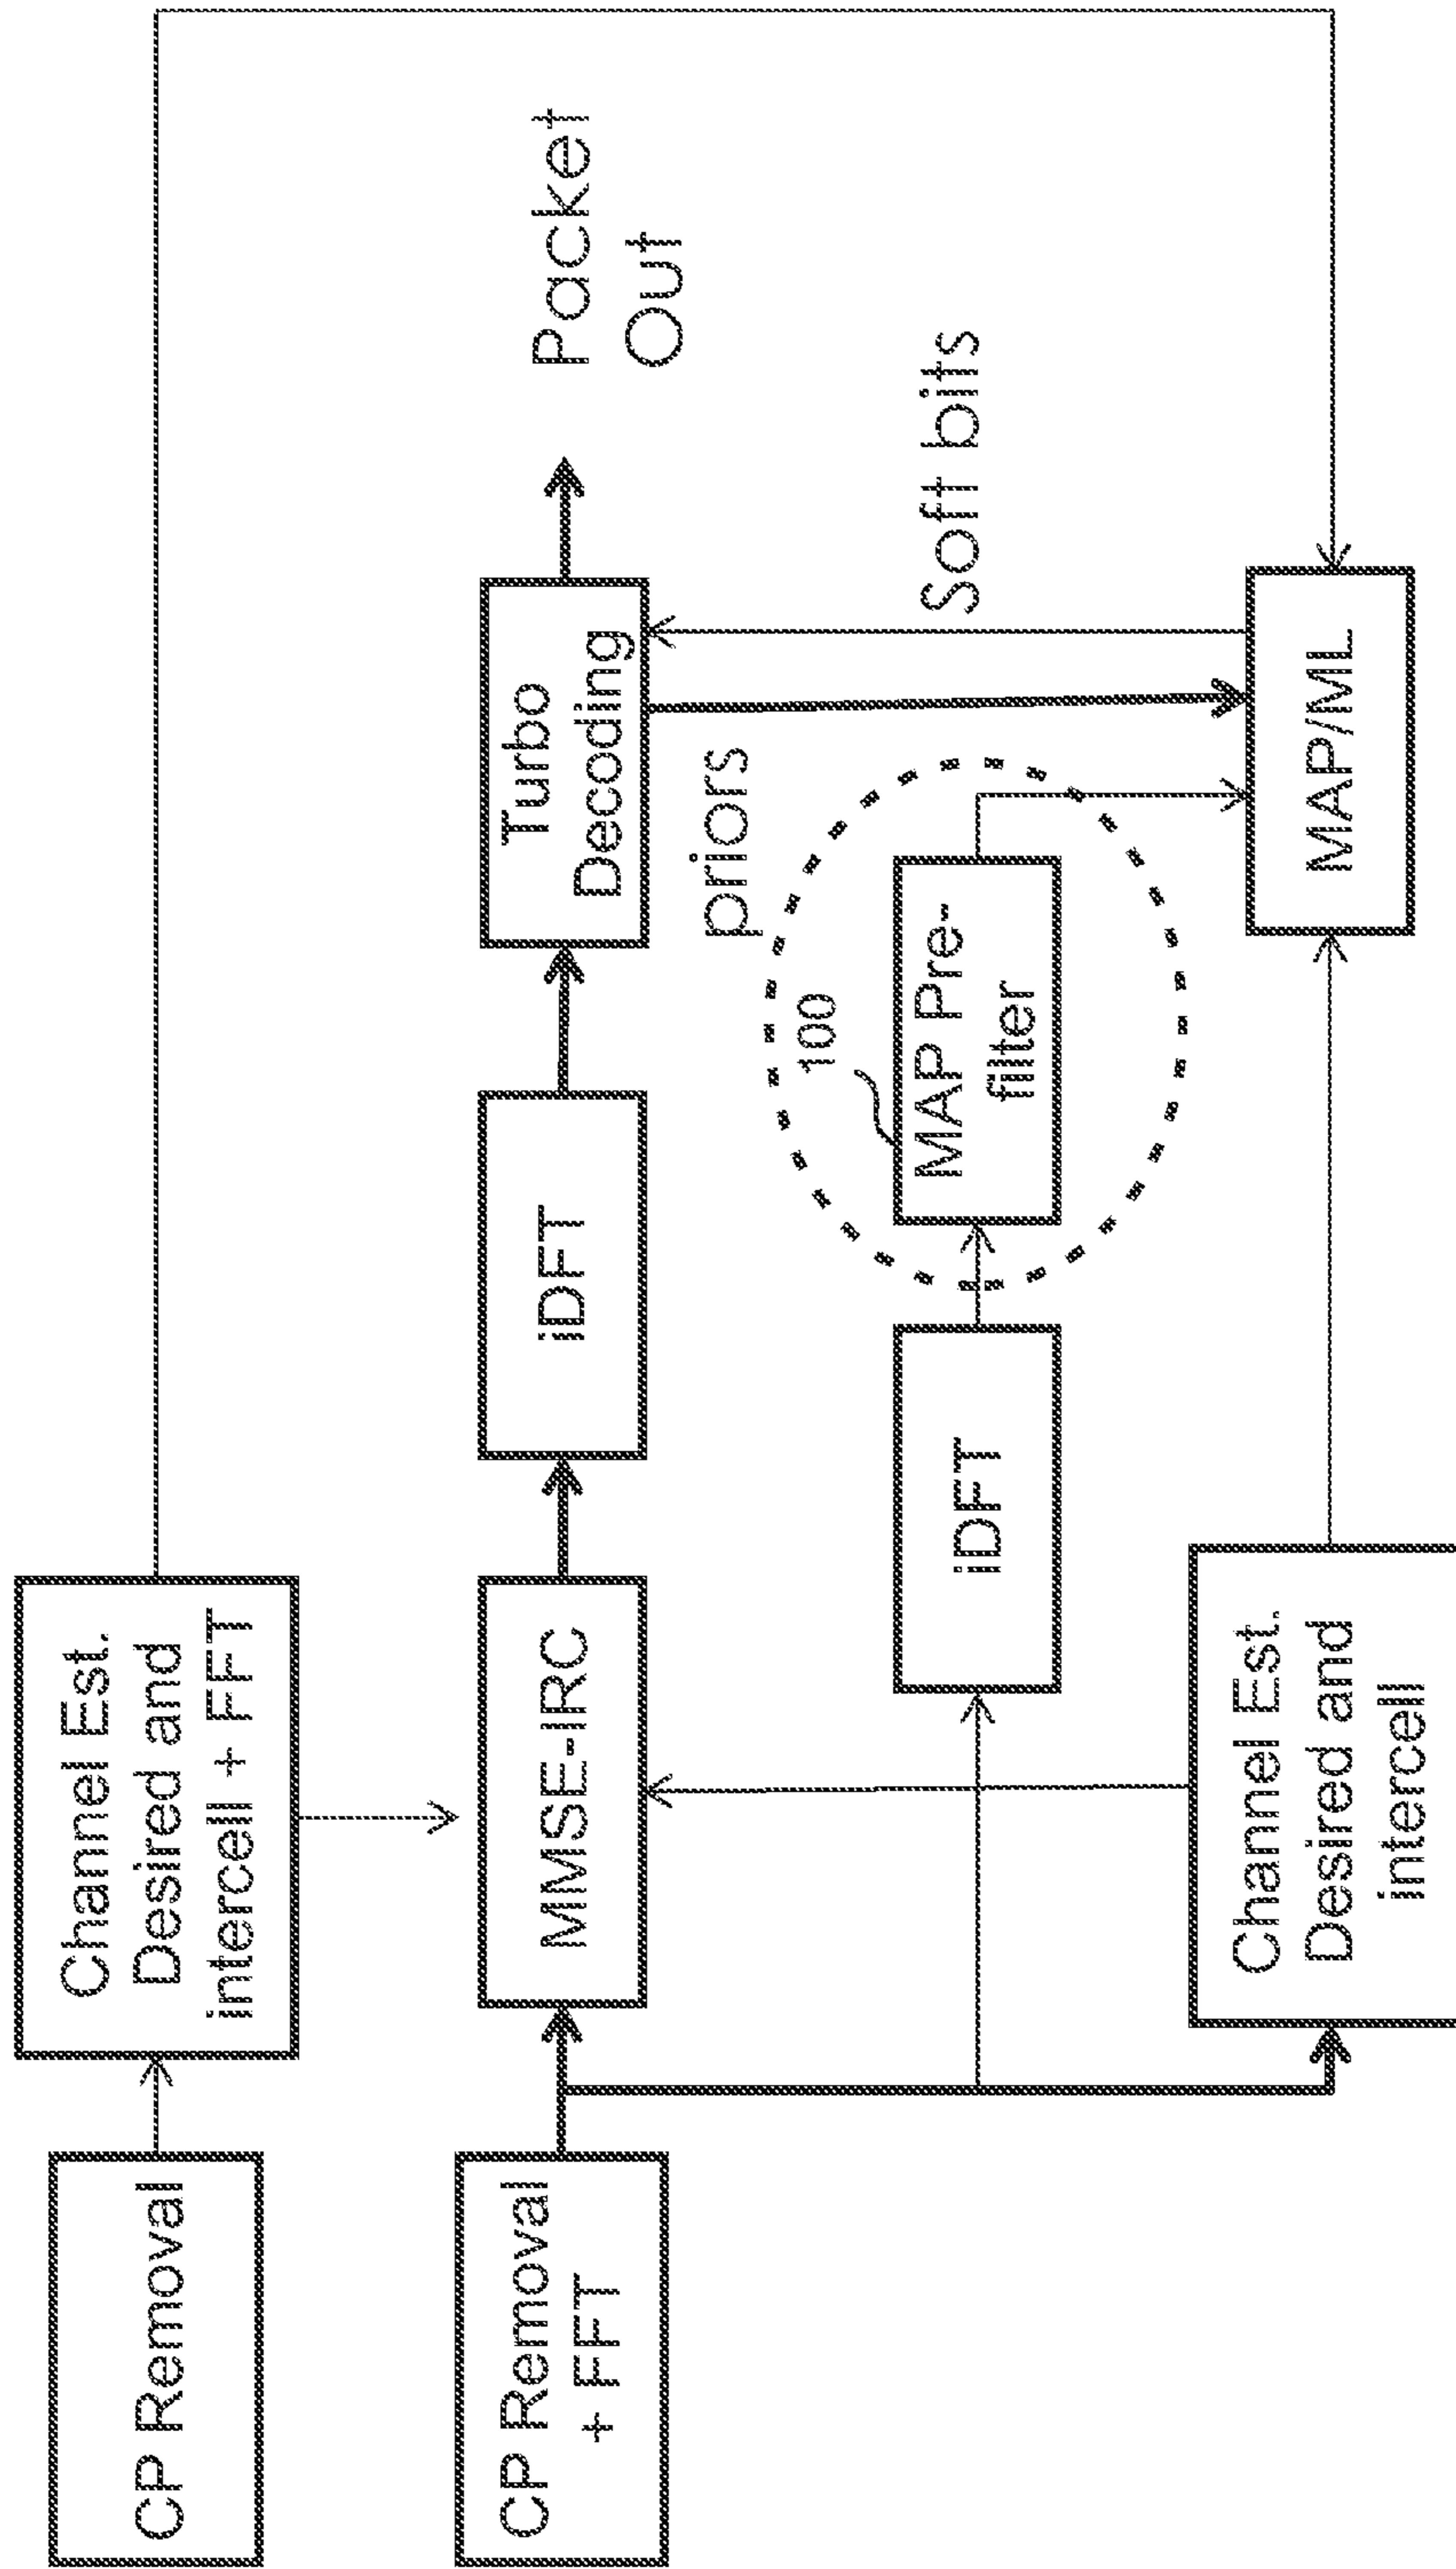 CP Removal
Channel Est.
Desired and
intercell + FFT
CP Removal
+ FFT
MMSE-IRC
iDFT
Turbo
Decoding
Packet
Out
priors
Soft bits
iDFT
100
MAP Pre-
filter
Channel Est.
Desired and
intercell
MAP/ML